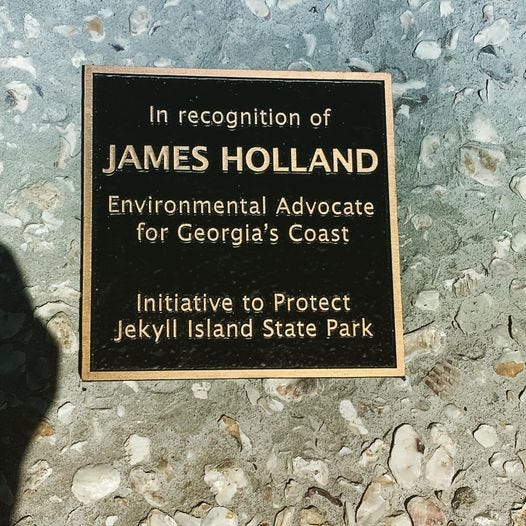 In recognition of
JAMES HOLLAND
Environmental Advocate
for Georgia's Coast
Initiative to Protect
Jekyll Island State Park